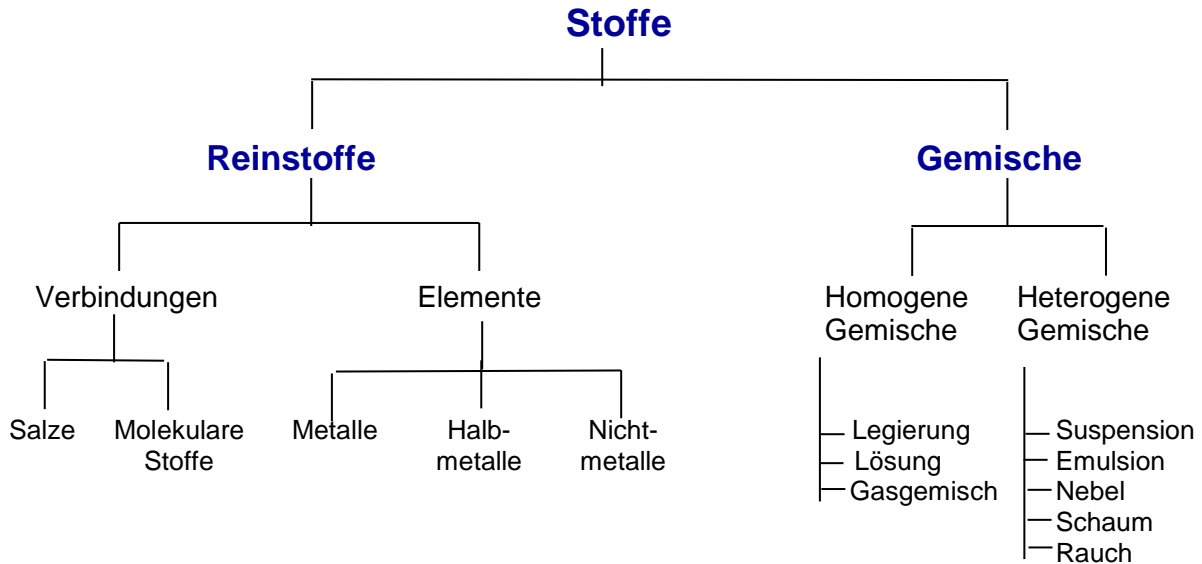 Stoffe
Reinstoffe
Gemische
Verbindungen
Elemente
Homogene
Gemische
Heterogene
Gemische
Salze
Molekulare
Stoffe
Metalle
Halb-
metalle
Nicht-
metalle
Legierung
Lösung
Gasgemisch
Suspension
Emulsion
Nebel
Schaum
Rauch